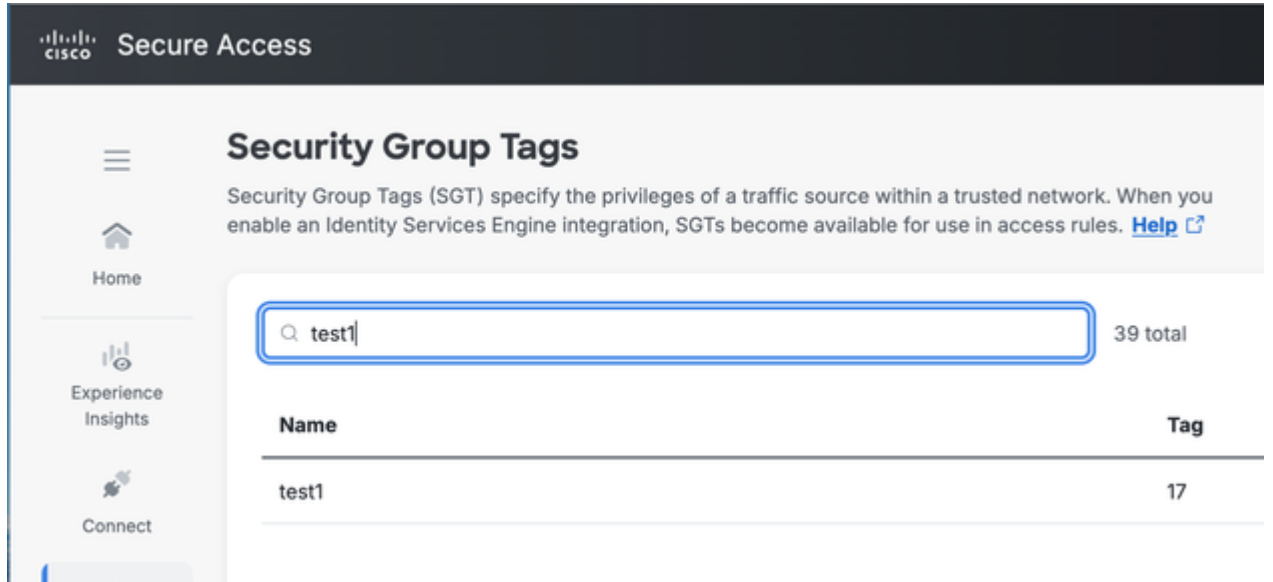 cisco Secure Access
Security Group Tags
Security Group Tags (SGT) specify the privileges of a traffic source within a trusted network. When you
enable an Identity Services Engine integration, SGTs become available for use in access rules. Help
Home
test1
39 total
Experience
Insights
Name Tag
test1 17
Connect